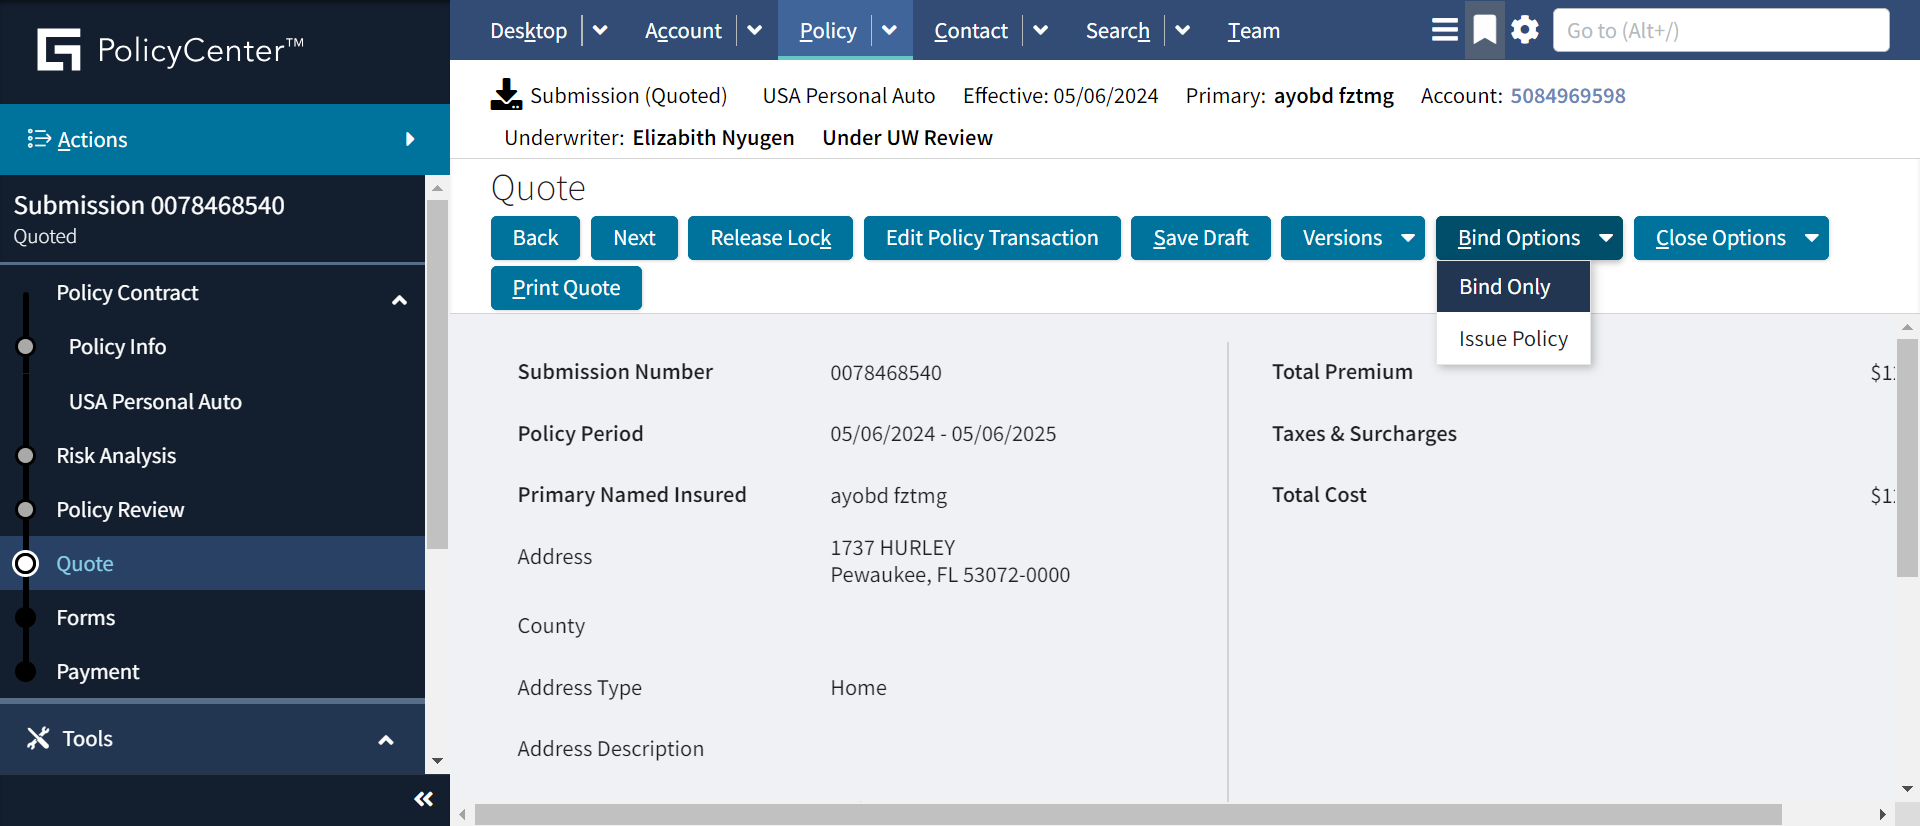 PolicyCenter™
Desktop Account Policy Contact Search Team Go to (Alt+/)
Actions
Submission (Quoted) USA Personal Auto Effective: 05/06/2024 Primary: ayobd fztmg Account: 5084969598
Underwriter: Elizabith Nyugen Under UW Review
Submission 0078468540
Quoted
Policy Contract
Policy Info
USA Personal Auto
Risk Analysis
Policy Review
Quote
Forms
Payment
Tools
Quote
Back Next Release Lock Edit Policy Transaction Save Draft Versions Bind Options Close Options
Print Quote
Bind Only
Issue Policy
Submission Number 0078468540
Policy Period 05/06/2024 - 05/06/2025
Primary Named Insured ayobd fztmg
Address 1737 HURLEY
Pewaukee, FL 53072-0000
County
Address Type Home
Address Description
Total Premium
Taxes & Surcharges
Total Cost